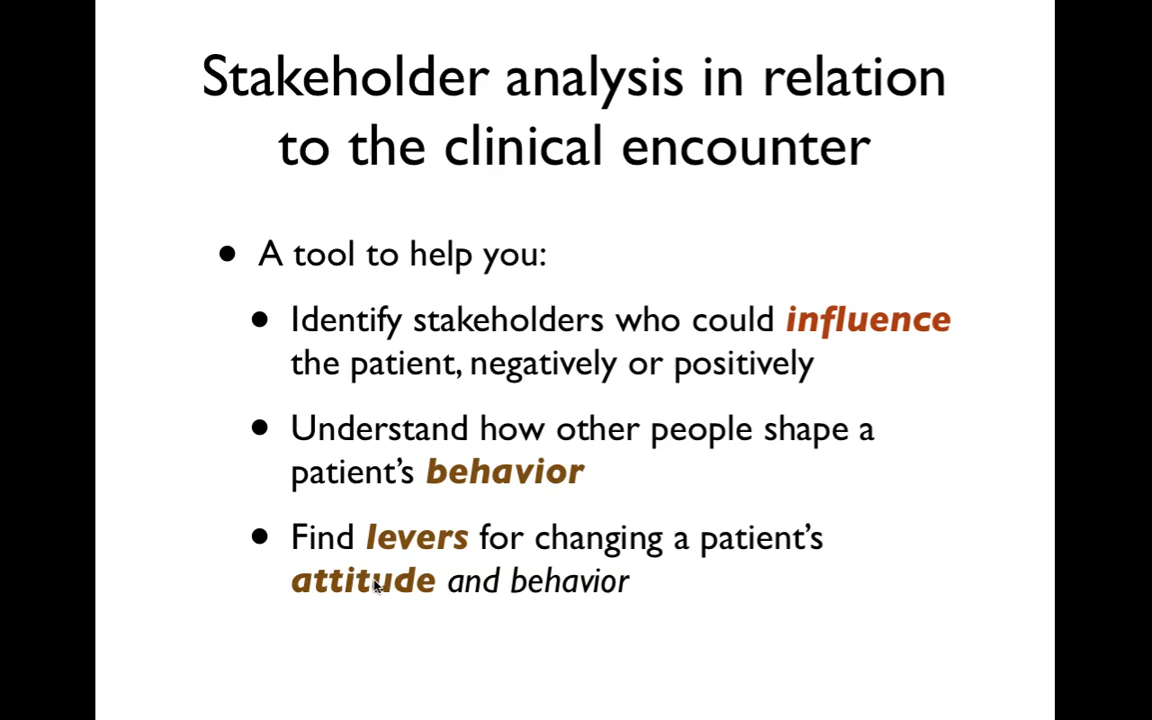 Stakeholder analysis in relation
to the clinical encounter
• A tool to help you:
• Identify stakeholders who could influence
the patient, negatively or positively
• Understand how other people shape a
patient's behavior
• Find levers for changing a patient's
attitude and behavior